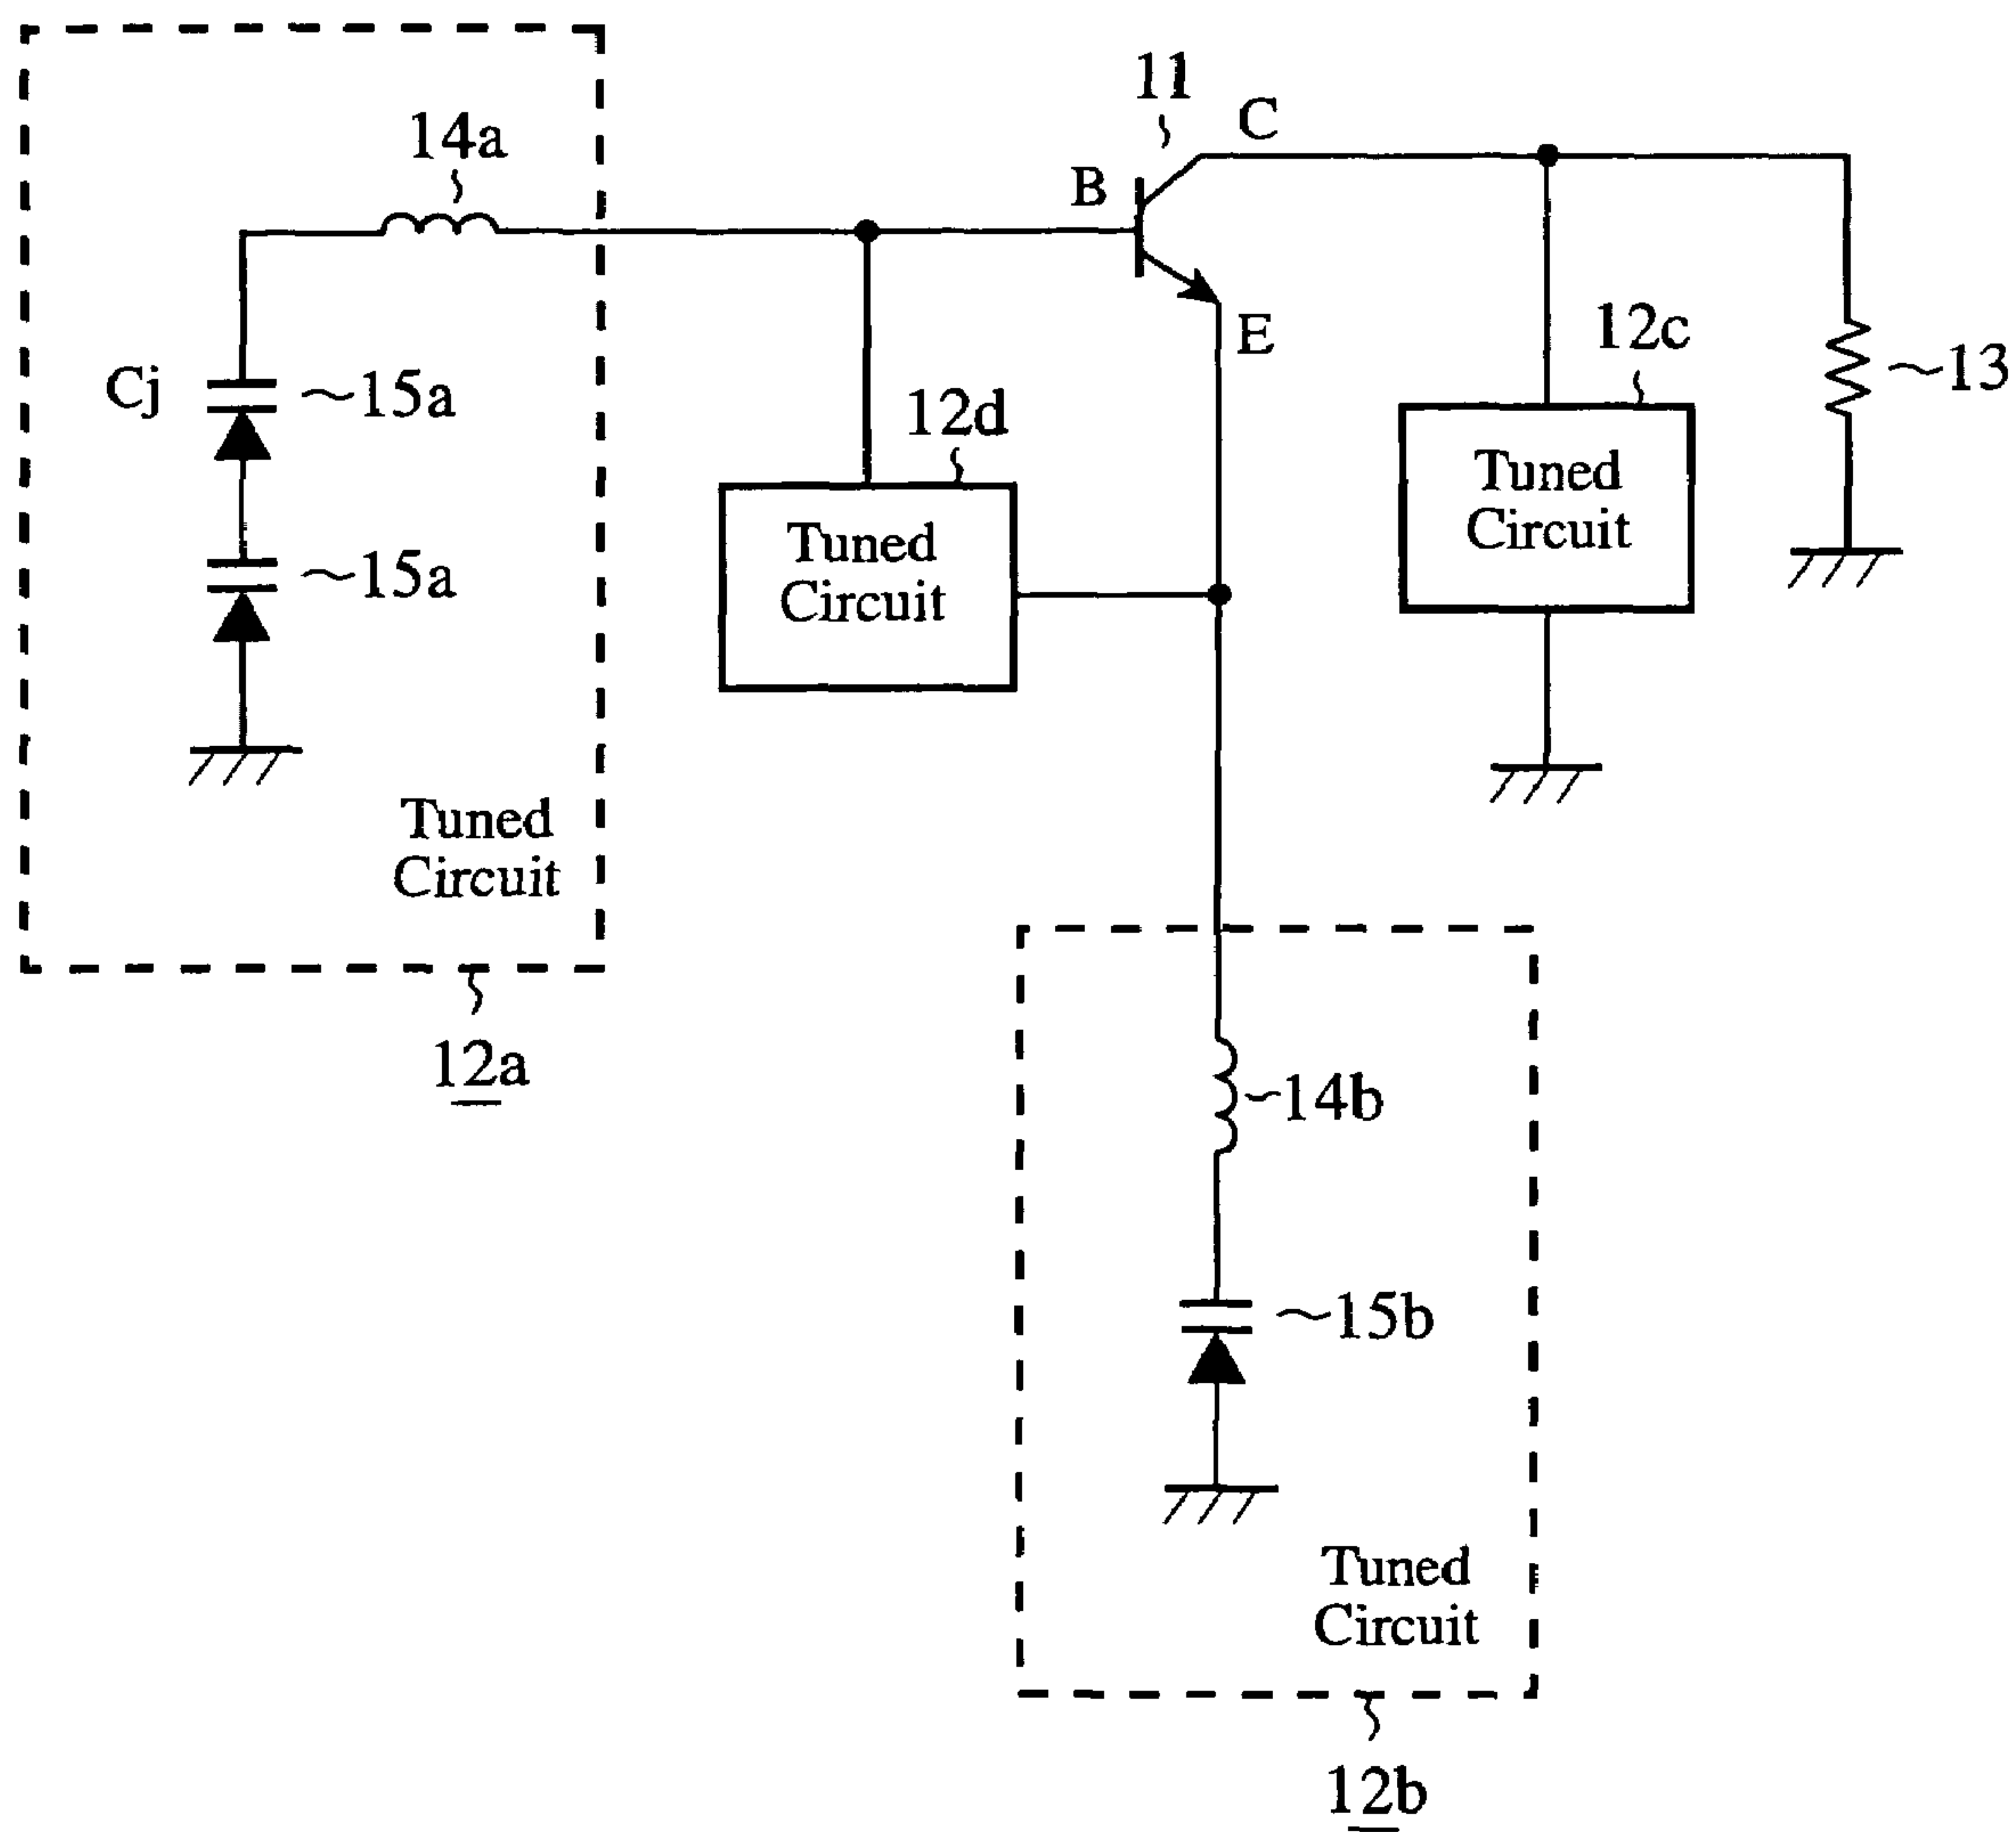 11
C
14a
B
E
12c
13
Cj
15a
12d
Tuned
Circuit
Tuned
Circuit
15a
Tuned
Circuit
12a
14b
15b
Tuned
Circuit
12b